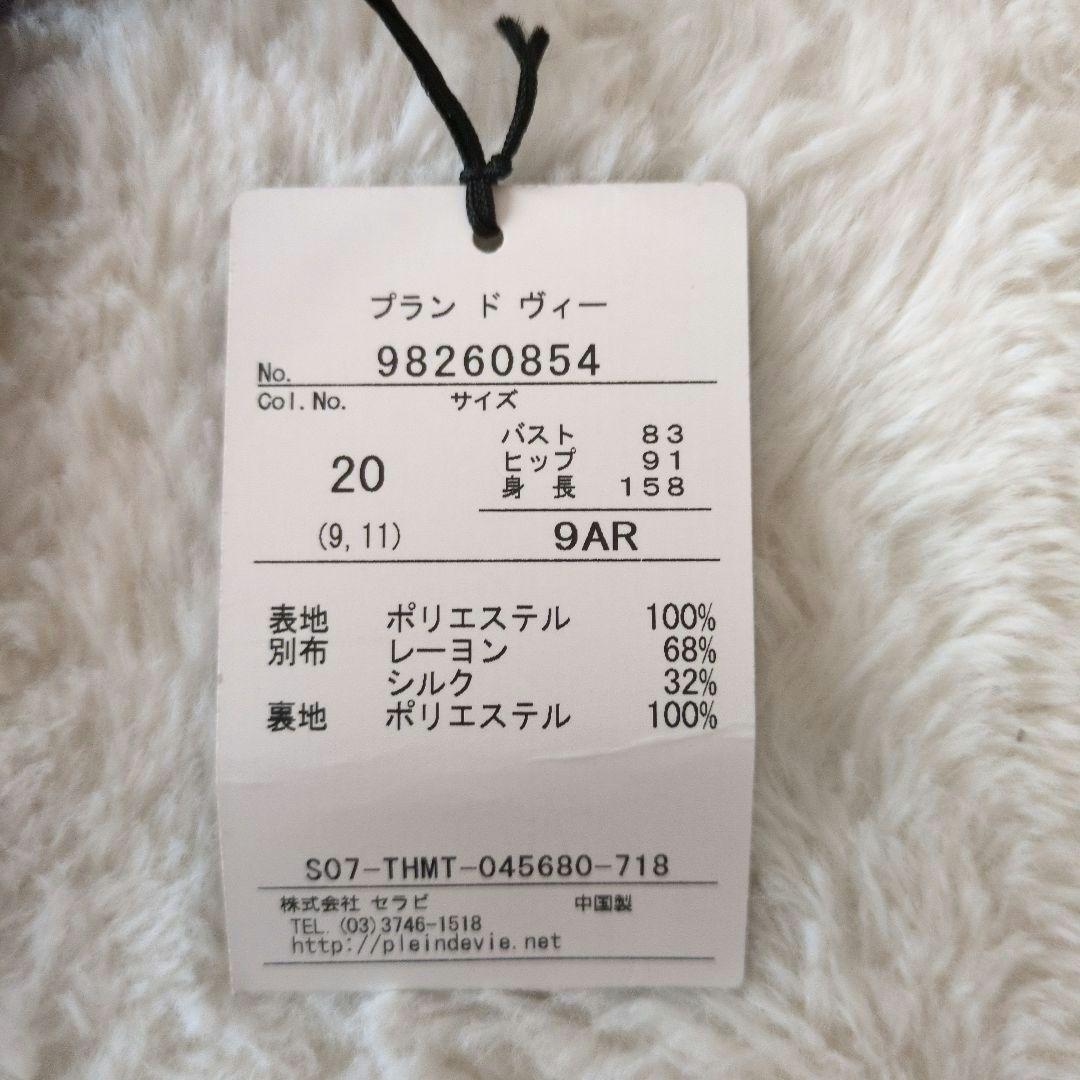 プラン ド ヴィー
No. 98260854
Col.No. サイズ
バスト 83
ヒップ 91
20 身長 158
(9,11) 9AR
表地 ポリエステル 100%
別布 レーヨン 68%
シルク 32%
裏地 ポリエステル 100%
S07-THMT-045680-718
株式会社 セラビ 中国製
TEL. (03)3746-1518
http://pleindevie.net